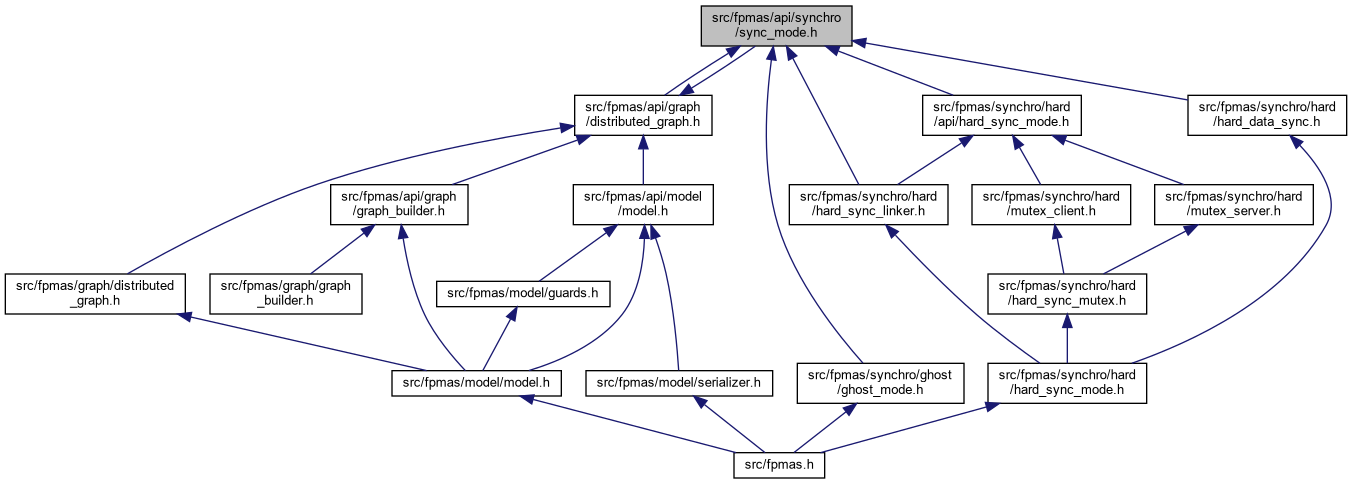 src/fpmas/api/synchro
/sync_mode.h
src/fpmas/api/graph
/distributed_graph.h
src/fpmas/synchro/hard
/api/hard_sync_mode.h
src/fpmas/synchro/hard
/hard_data_sync.h
src/fpmas/api/graph
/graph_builder.h
src/fpmas/api/model
/model.h
src/fpmas/synchro/hard
/hard_sync_linker.h
src/fpmas/synchro/hard
/mutex_client.h
src/fpmas/synchro/hard
/mutex_server.h
src/fpmas/graph/distributed
_graph.h
src/fpmas/graph/graph
_builder.h
src/fpmas/model/guards.h
src/fpmas/synchro/hard
/hard_sync_mutex.h
src/fpmas/model/model.h
src/fpmas/model/serializer.h
src/fpmas/synchro/ghost
/ghost_mode.h
src/fpmas/synchro/hard
/hard_sync_mode.h
src/fpmas.h